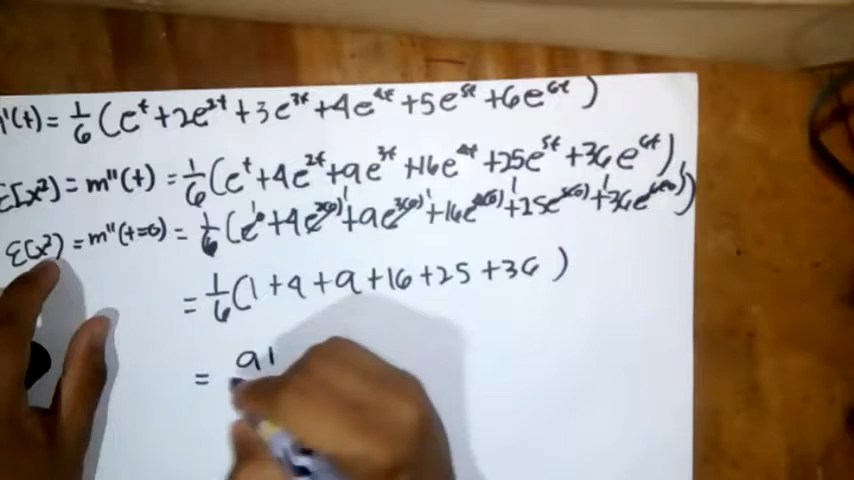 '(t) = 1/6 (e^t + 2e^2t + 3e^3t + 4e^4t + 5e^5t + 6e^6t)
E[x²) = m''(t) = 1/6 (e^t + 4e^2t + 9e^3t + 16e^4t + 25e^5t + 36e^6t)
E(x²) = m''(t=0) = 1/6 (e^0 + 4e^2(0) + 9e^3(0) + 16e^4(0) + 25e^5(0) + 36e^6(0))
= 1/6 (1 + 4 + 9 + 16 + 25 + 36)
= 91